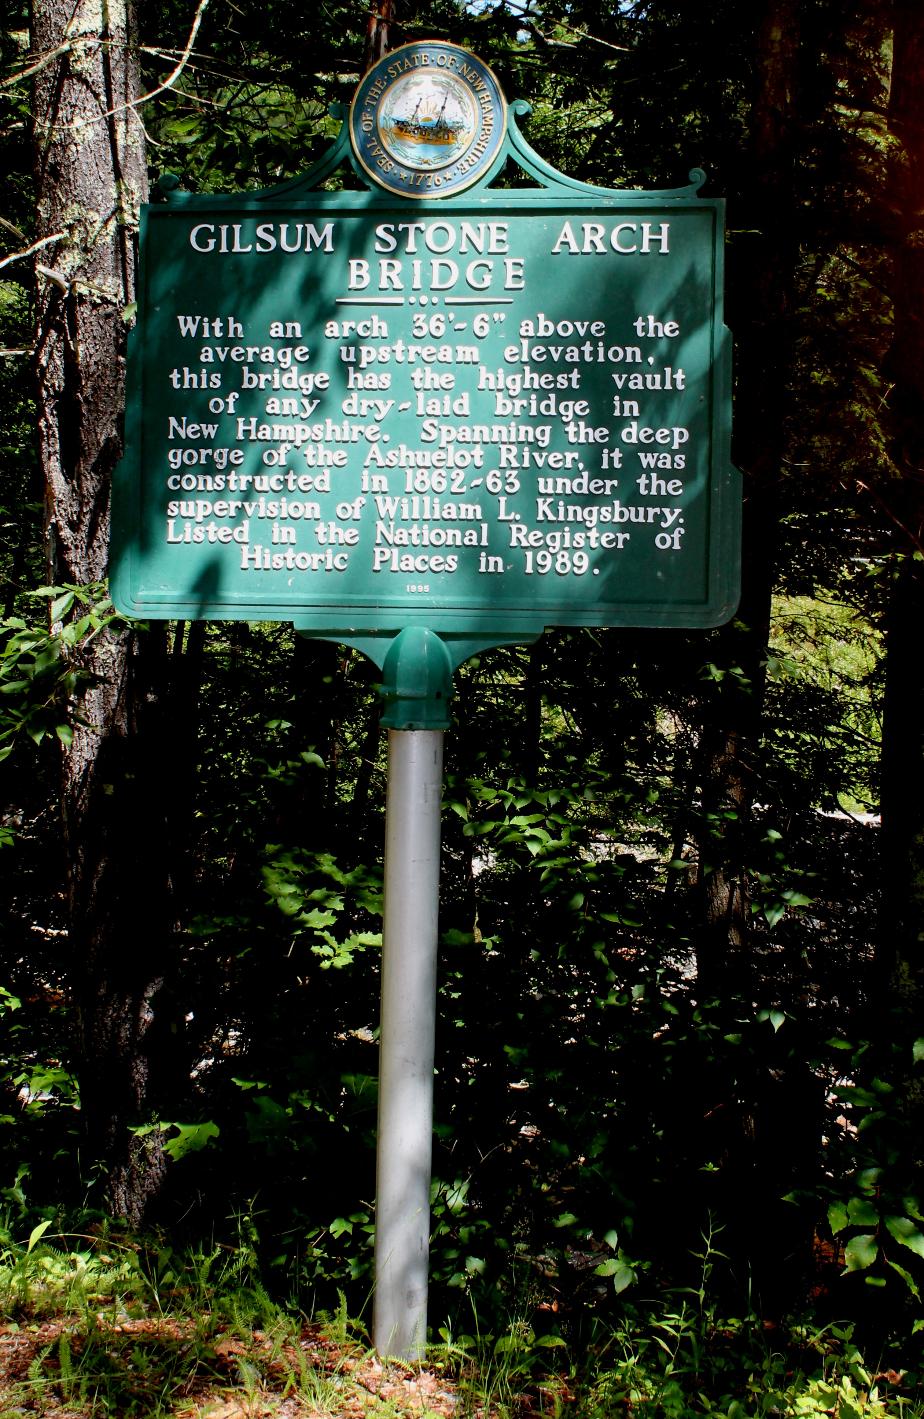 SEAL · OF · THE · STATE · OF · NEW HAMPSHIRE
· 1776 ·
GILSUM STONE ARCH
BRIDGE
With an arch 36'-6" above the
average upstream elevation,
this bridge has the highest vault
of any dry-laid bridge in
New Hampshire. Spanning the deep
gorge of the Ashuelot River, it was
constructed in 1862-63 under the
supervision of William L. Kingsbury.
Listed in the National Register of
Historic Places in 1989.
1995